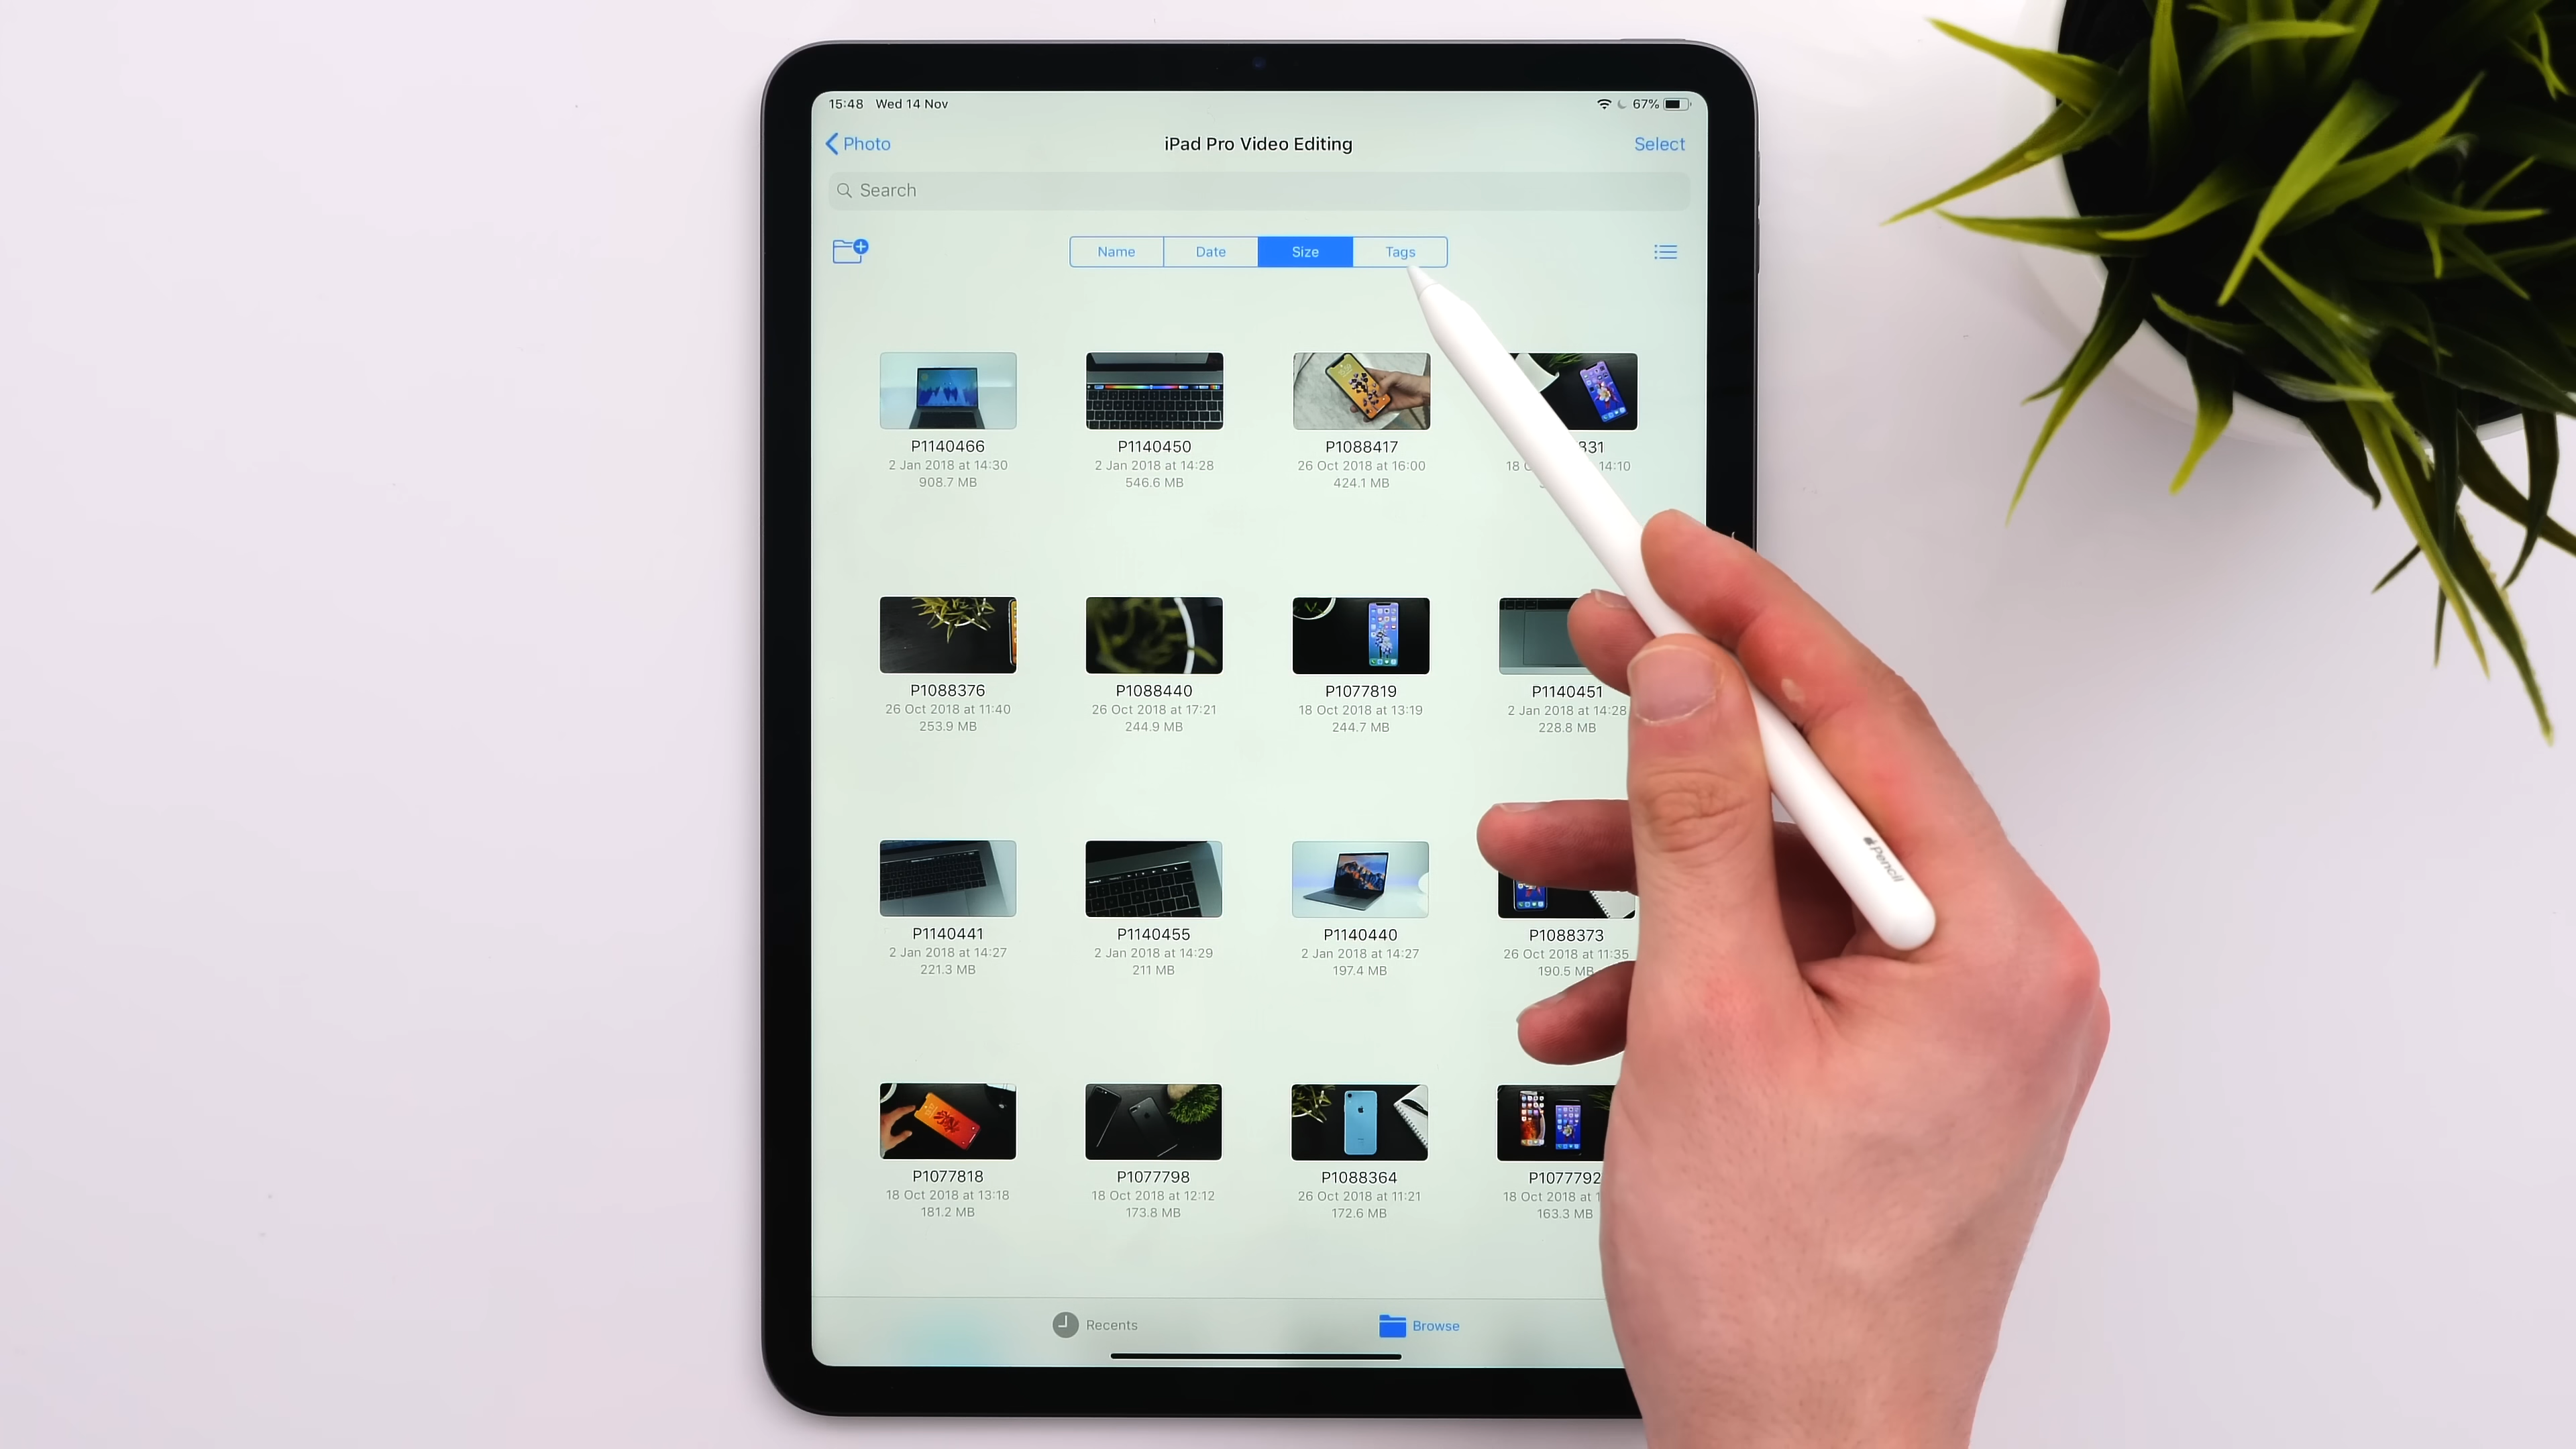 15:48 Wed 14 Nov 67%
Photo iPad Pro Video Editing Select
Search
Name Date Size Tags
P1140466 P1140450 P1088417 331
2 Jan 2018 at 14:30 2 Jan 2018 at 14:28 26 Oct 2018 at 16:00 18 14:10
908.7 MB 546.6 MB 424.1 MB
P1088376 P1088440 P1077819 P1140451
26 Oct 2018 at 11:40 26 Oct 2018 at 17:21 18 Oct 2018 at 13:19 2 Jan 2018 at 14:28
253.9 MB 244.9 MB 244.7 MB 228.8 MB
P1140441 P1140455 P1140440 P1088373
2 Jan 2018 at 14:27 2 Jan 2018 at 14:29 2 Jan 2018 at 14:27 26 Oct 2018 at 11:35
221.3 MB 211 MB 197.4 MB 190.5 MB
P1077818 P1077798 P1088364 P1077792
18 Oct 2018 at 13:18 18 Oct 2018 at 12:12 26 Oct 2018 at 11:21 18 Oct 2018 at
181.2 MB 173.8 MB 172.6 MB 163.3 MB
Recents Browse
Pencil